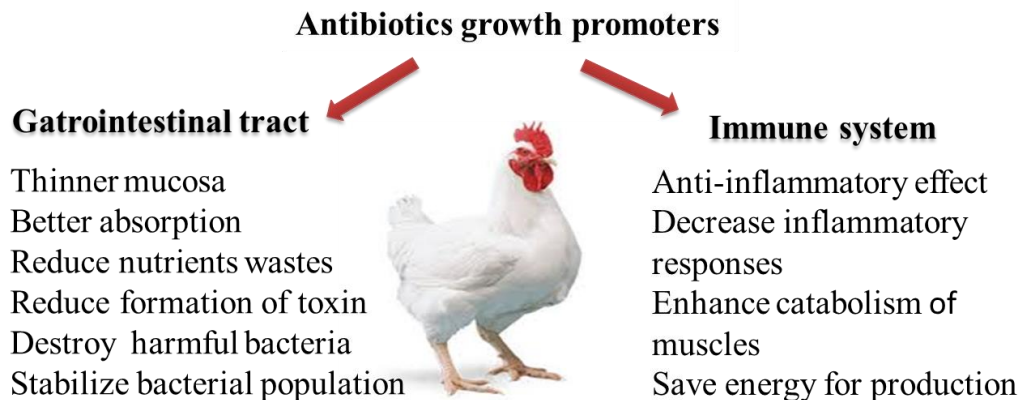 Antibiotics growth promoters
Gatrointestinal tract
Thinner mucosa
Better absorption
Reduce nutrients wastes
Reduce formation of toxin
Destroy harmful bacteria
Stabilize bacterial population
Immune system
Anti-inflammatory effect
Decrease inflammatory
responses
Enhance catabolism of
muscles
Save energy for production